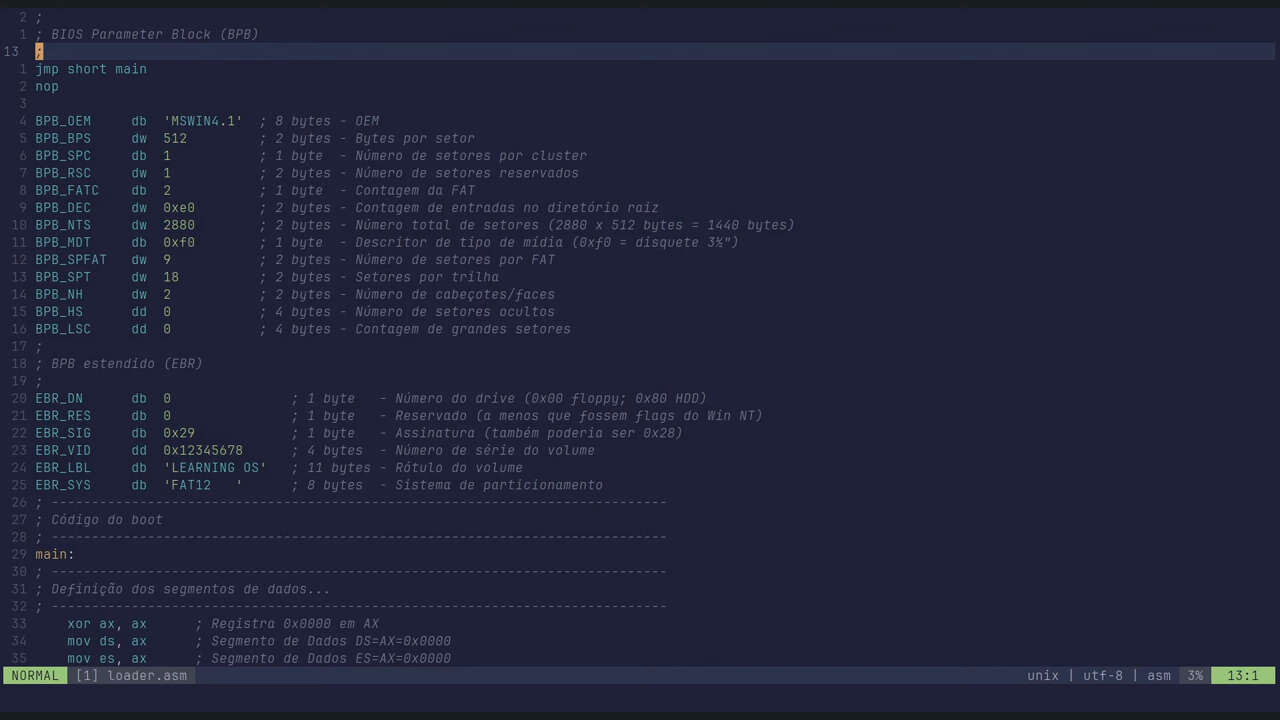 2 ;
1 ; BIOS Parameter Block (BPB)
13 ;
1 jmp short main
2 nop
3
4 BPB_OEM     db  'MSWIN4.1'  ; 8 bytes - OEM
5 BPB_BPS     dw  512         ; 2 bytes - Bytes por setor
6 BPB_SPC     db  1           ; 1 byte  - Número de setores por cluster
7 BPB_RSC     dw  1           ; 2 bytes - Número de setores reservados
8 BPB_FATC    db  2           ; 1 byte  - Contagem da FAT
9 BPB_DEC     dw  0xe0        ; 2 bytes - Contagem de entradas no diretório raiz
10 BPB_NTS     dw  2880        ; 2 bytes - Número total de setores (2880 x 512 bytes = 1440 bytes)
11 BPB_MDT     db  0xf0        ; 1 byte  - Descritor de tipo de mídia (0xf0 = disquete 3½")
12 BPB_SPFAT   dw  9           ; 2 bytes - Número de setores por FAT
13 BPB_SPT     dw  18          ; 2 bytes - Setores por trilha
14 BPB_NH      dw  2           ; 2 bytes - Número de cabeçotes/faces
15 BPB_HS      dd  0           ; 4 bytes - Número de setores ocultos
16 BPB_LSC     dd  0           ; 4 bytes - Contagem de grandes setores
17 ;
18 ; BPB estendido (EBR)
19 ;
20 EBR_DN      db  0               ; 1 byte   - Número do drive (0x00 floppy; 0x80 HDD)
21 EBR_RES     db  0               ; 1 byte   - Reservado (a menos que fossem flags do Win NT)
22 EBR_SIG     db  0x29            ; 1 byte   - Assinatura (também poderia ser 0x28)
23 EBR_VID     dd  0x12345678      ; 4 bytes  - Número de série do volume
24 EBR_LBL     db  'LEARNING OS'   ; 11 bytes - Rótulo do volume
25 EBR_SYS     db  'FAT12   '      ; 8 bytes  - Sistema de particionamento
26 ; -----------------------------------------------------------------------------
27 ; Código do boot
28 ; -----------------------------------------------------------------------------
29 main:
30 ; -----------------------------------------------------------------------------
31 ; Definição dos segmentos de dados...
32 ; -----------------------------------------------------------------------------
33     xor ax, ax      ; Registra 0x0000 em AX
34     mov ds, ax      ; Segmento de Dados DS=AX=0x0000
35     mov es, ax      ; Segmento de Dados ES=AX=0x0000
NORMAL [1] loader.asm unix | utf-8 | asm 3% 13:1